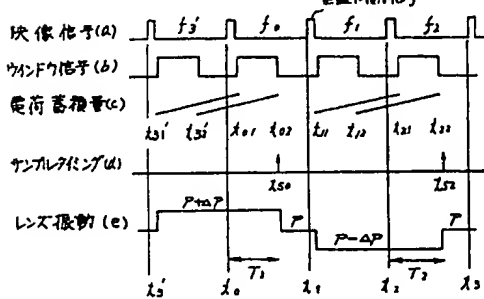 映像信号(a) f3' f0 f1 f2
ウインドウ信号(b)
電荷蓄積量(c)
t31' t32' t01 t02 t11 t12 t21 t22
サンプルタイミング(d)
tS0 tS2
レンズ振動(e) P+ΔP P P-ΔP P
T2 T2
t3' t0 t1 t2 t3